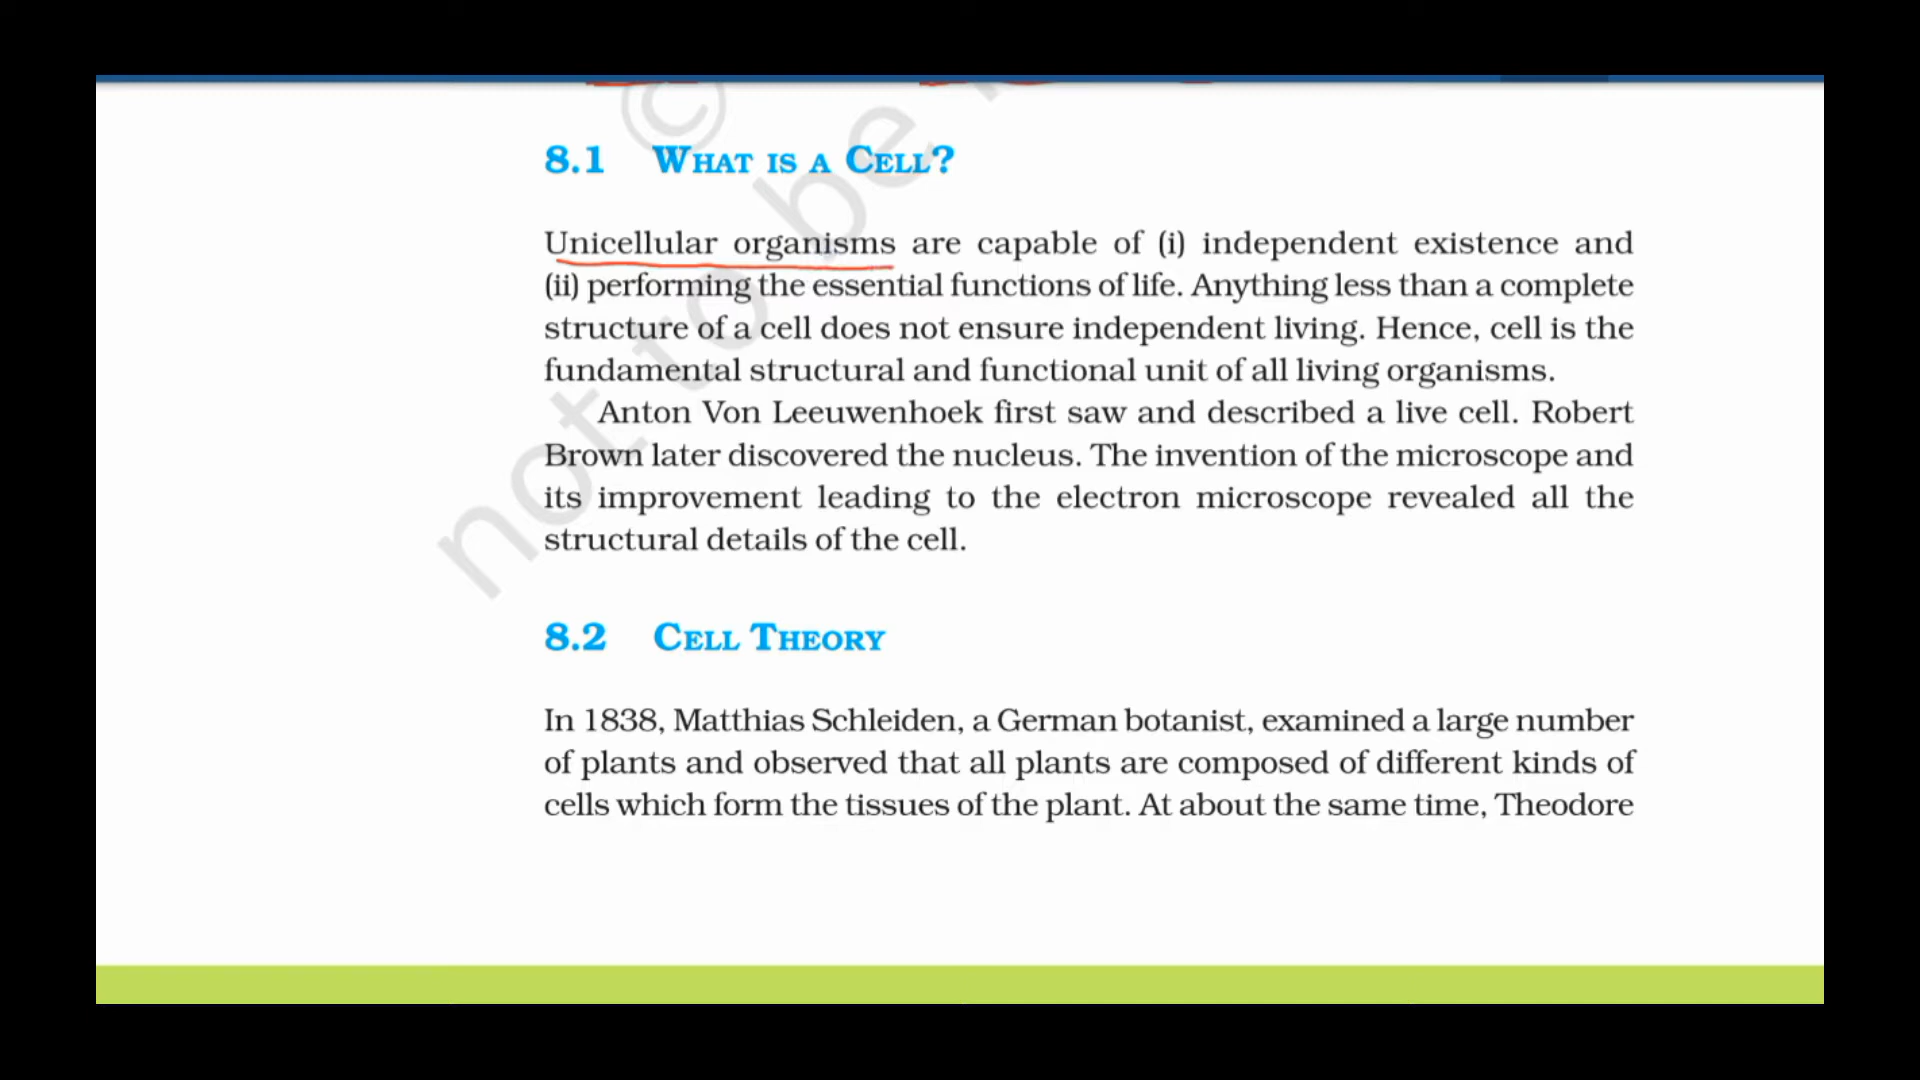 8.1 WHAT IS A CELL?
Unicellular organisms are capable of (i) independent existence and
(ii) performing the essential functions of life. Anything less than a complete
structure of a cell does not ensure independent living. Hence, cell is the
fundamental structural and functional unit of all living organisms.
Anton Von Leeuwenhoek first saw and described a live cell. Robert
Brown later discovered the nucleus. The invention of the microscope and
its improvement leading to the electron microscope revealed all the
structural details of the cell.
8.2 CELL THEORY
In 1838, Matthias Schleiden, a German botanist, examined a large number
of plants and observed that all plants are composed of different kinds of
cells which form the tissues of the plant. At about the same time, Theodore
©
not to be